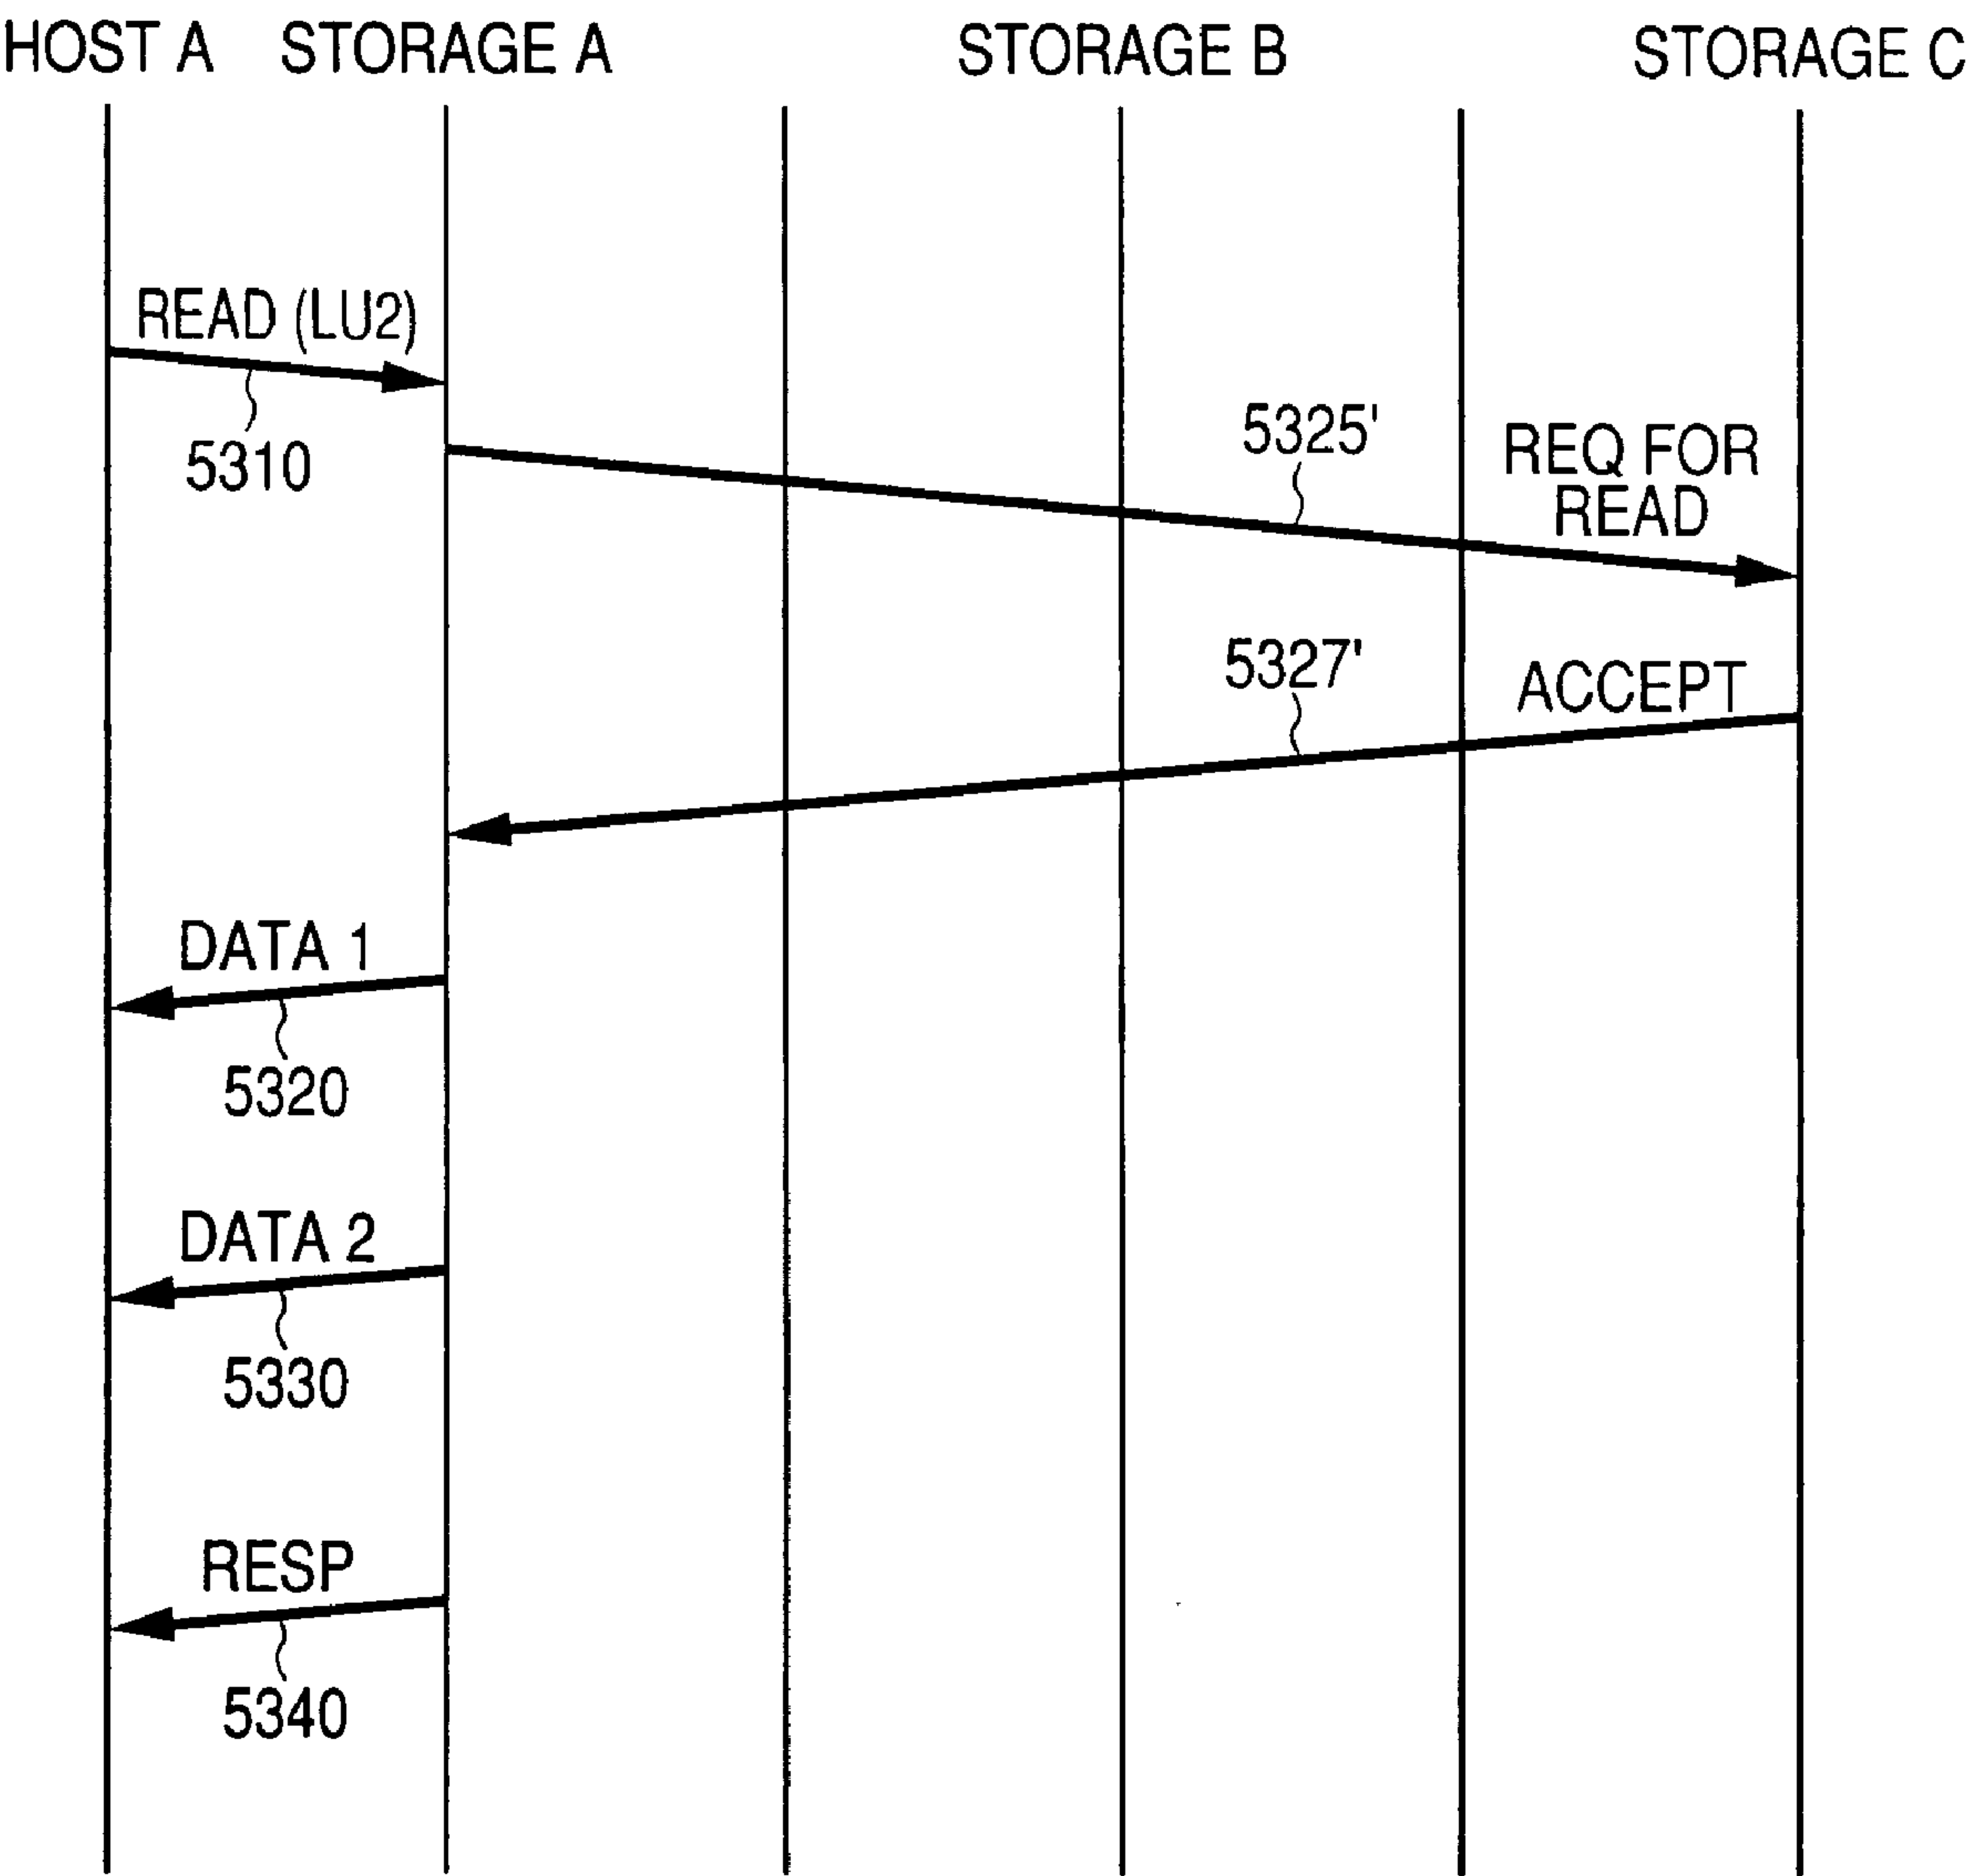 HOST A STORAGE A STORAGE B STORAGE C
READ (LU2)
5310
5325'
REQ FOR
READ
5327'
ACCEPT
DATA 1
5320
DATA 2
5330
RESP
5340